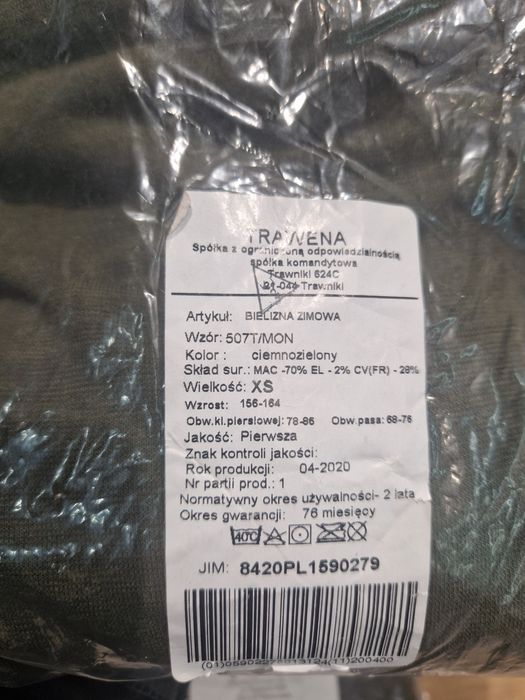 TRAWENA
Spółka z ograniczoną odpowiedzialnością
spółka komandytowa
Trawniki 624C
21-044 Trawniki
Artykuł: BIELIZNA ZIMOWA
Wzór: 507T/MON
Kolor : ciemnozielony
Skład sur.: MAC -70% EL - 2% CV(FR) - 28%
Wielkość: XS
Wzrost: 156-164
Obw.kl.piersiowej: 78-86 Obw.pasa: 68-76
Jakość: Pierwsza
Znak kontroli jakości:
Rok produkcji: 04-2020
Nr partii prod.: 1
Normatywny okres używalności- 2 lata
Okres gwarancji: 76 miesięcy
40°C
JIM: 8420PL1590279